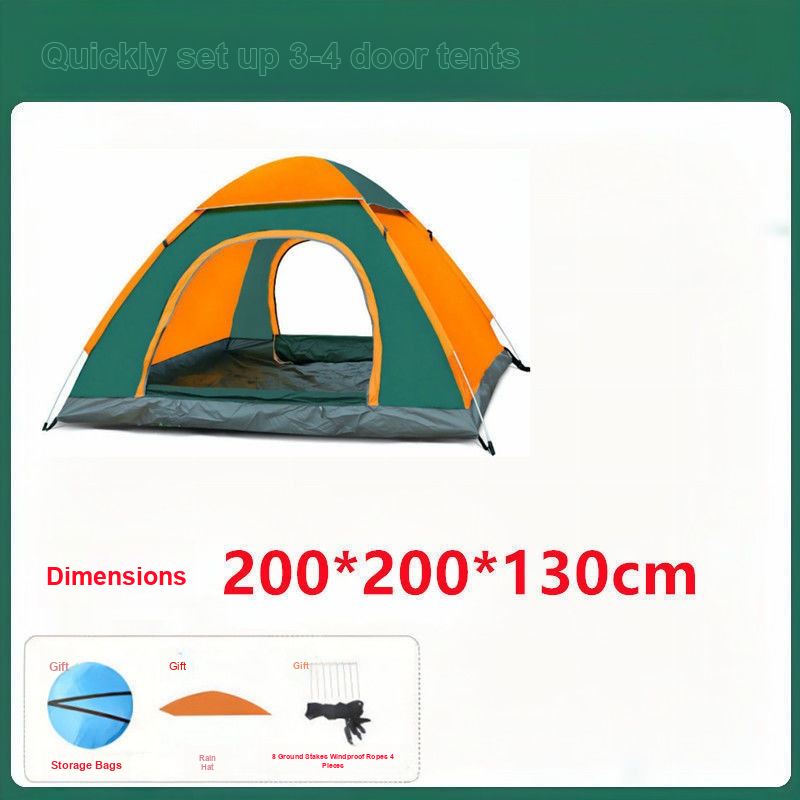 Quickly set up 3-4 door tents
Dimensions 200*200*130cm
Gift
Gift
Gift
Storage Bags
Rain
Hat
8 Ground Stakes Windproof Ropes 4
Pieces